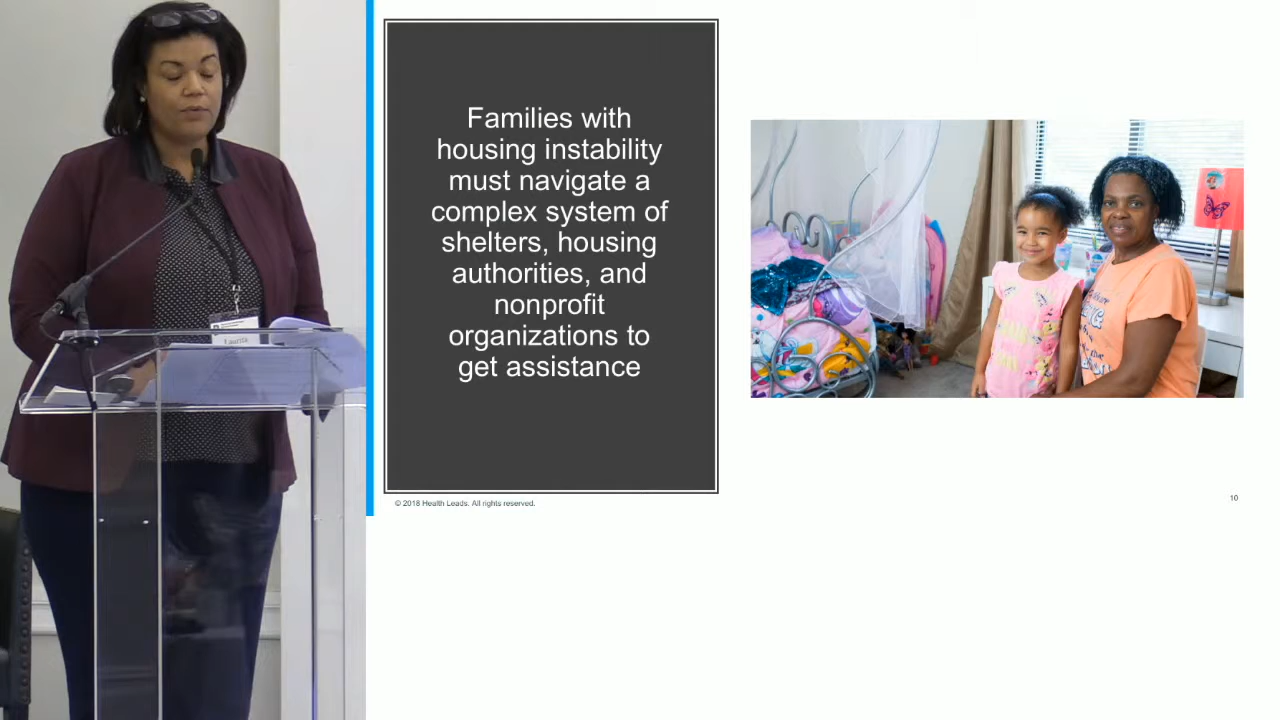 Families with
housing instability
must navigate a
complex system of
shelters, housing
authorities, and
nonprofit
organizations to
get assistance
© 2018 Health Leads. All rights reserved.
10
Laurita